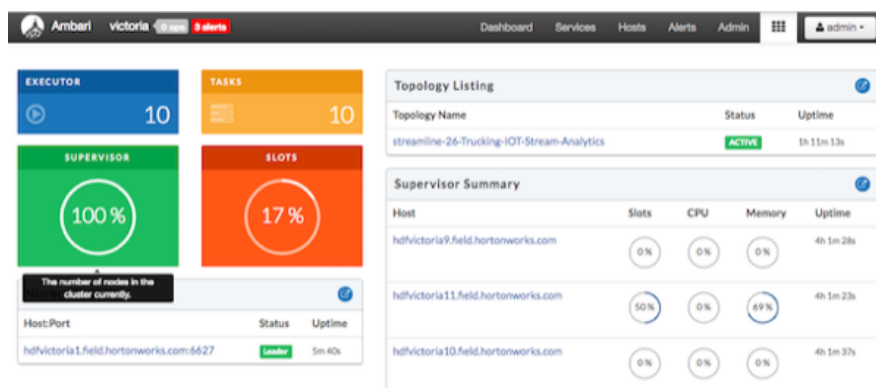 Ambari victoria 0 ops 3 alerts Dashboard Services Hosts Alerts Admin admin
EXECUTOR
10
TASKS
10
SUPERVISOR
100 %
SLOTS
17 %
The number of nodes in the
cluster currently.
Host:Port Status Uptime
hdfvictoria1.field.hortonworks.com:6627 Leader 5m 40s
Topology Listing
Topology Name Status Uptime
streamline-26-Trucking-IOT-Stream-Analytics ACTIVE 1h 11m 13s
Supervisor Summary
Host Slots CPU Memory Uptime
hdfvictoria9.field.hortonworks.com 0 % 0 % 0 % 4h 1m 28s
hdfvictoria11.field.hortonworks.com 50 % 0 % 69 % 4h 1m 23s
hdfvictoria10.field.hortonworks.com 0 % 0 % 0 % 4h 1m 37s